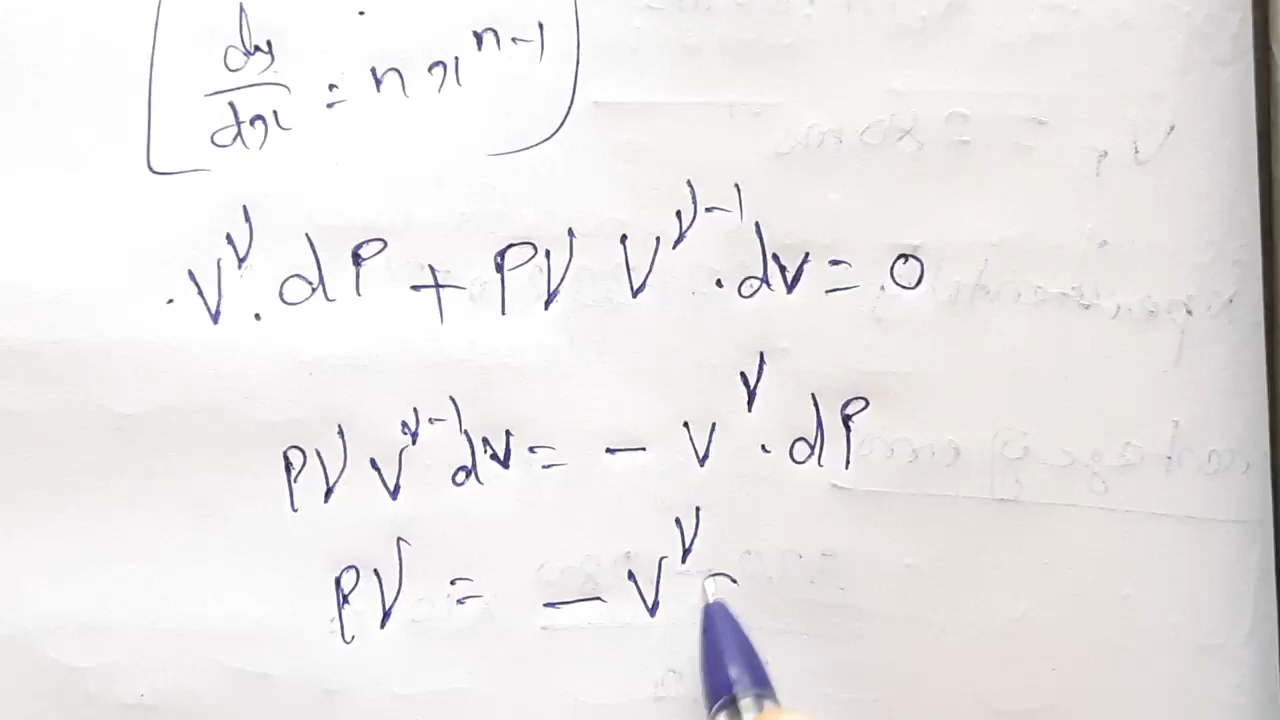 dy/dx = n x^(n-1)
V^γ . dP + Pγ V^(γ-1) . dv = 0
Pγ V^(γ-1) dv = - V^γ . dP
Pγ = - V^γ